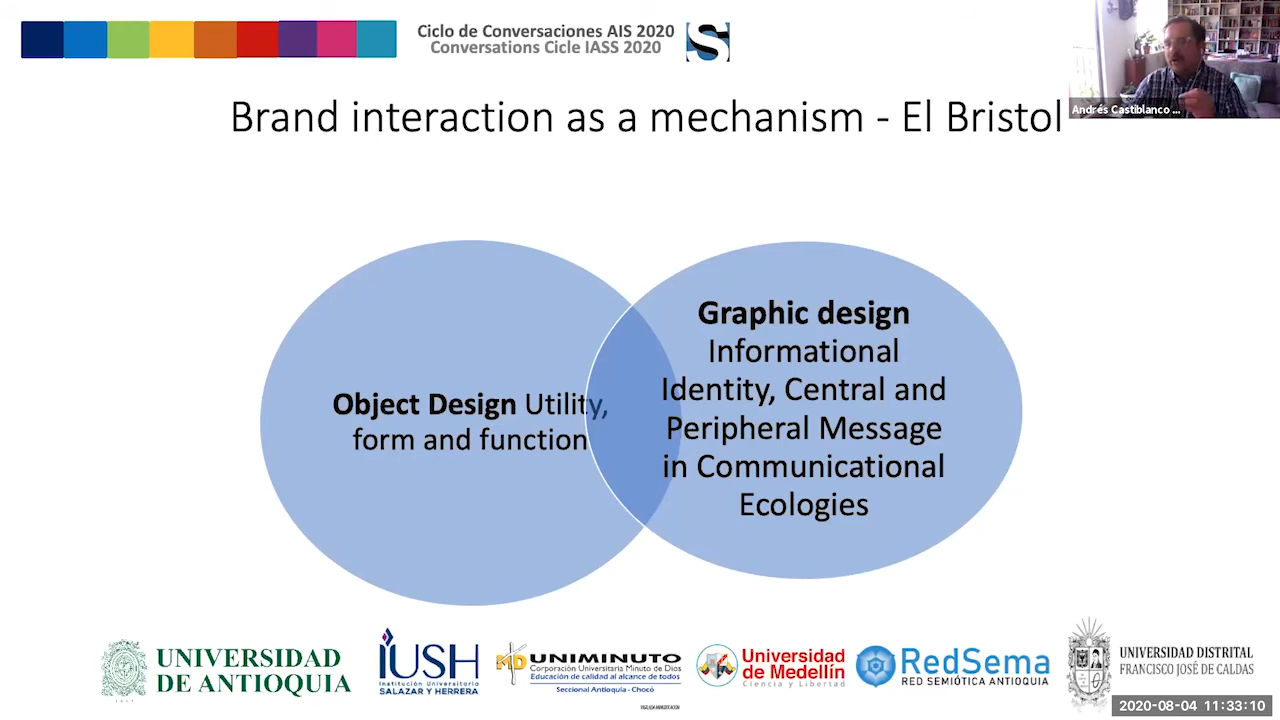 Ciclo de Conversaciones AIS 2020
Conversations Cicle IASS 2020
S
Andrés Castiblanco ...
Brand interaction as a mechanism - El Bristol
Object Design Utility,
form and function
Graphic design
Informational
Identity, Central and
Peripheral Message
in Communicational
Ecologies
UNIVERSIDAD
DE ANTIOQUIA
IUSH
Institución Universitaria
SALAZAR Y HERRERA
MD UNIMINUTO
Corporación Universitaria Minuto de Dios
Educación de calidad al alcance de todos
Seccional Antioquia - Chocó
VIGILADA MINEDUCACIÓN
Universidad
de Medellín
Ciencia y Libertad
RedSema
RED SEMIÓTICA ANTIOQUIA
UNIVERSIDAD DISTRITAL
FRANCISCO JOSÉ DE CALDAS
2020-08-04 11:33:10